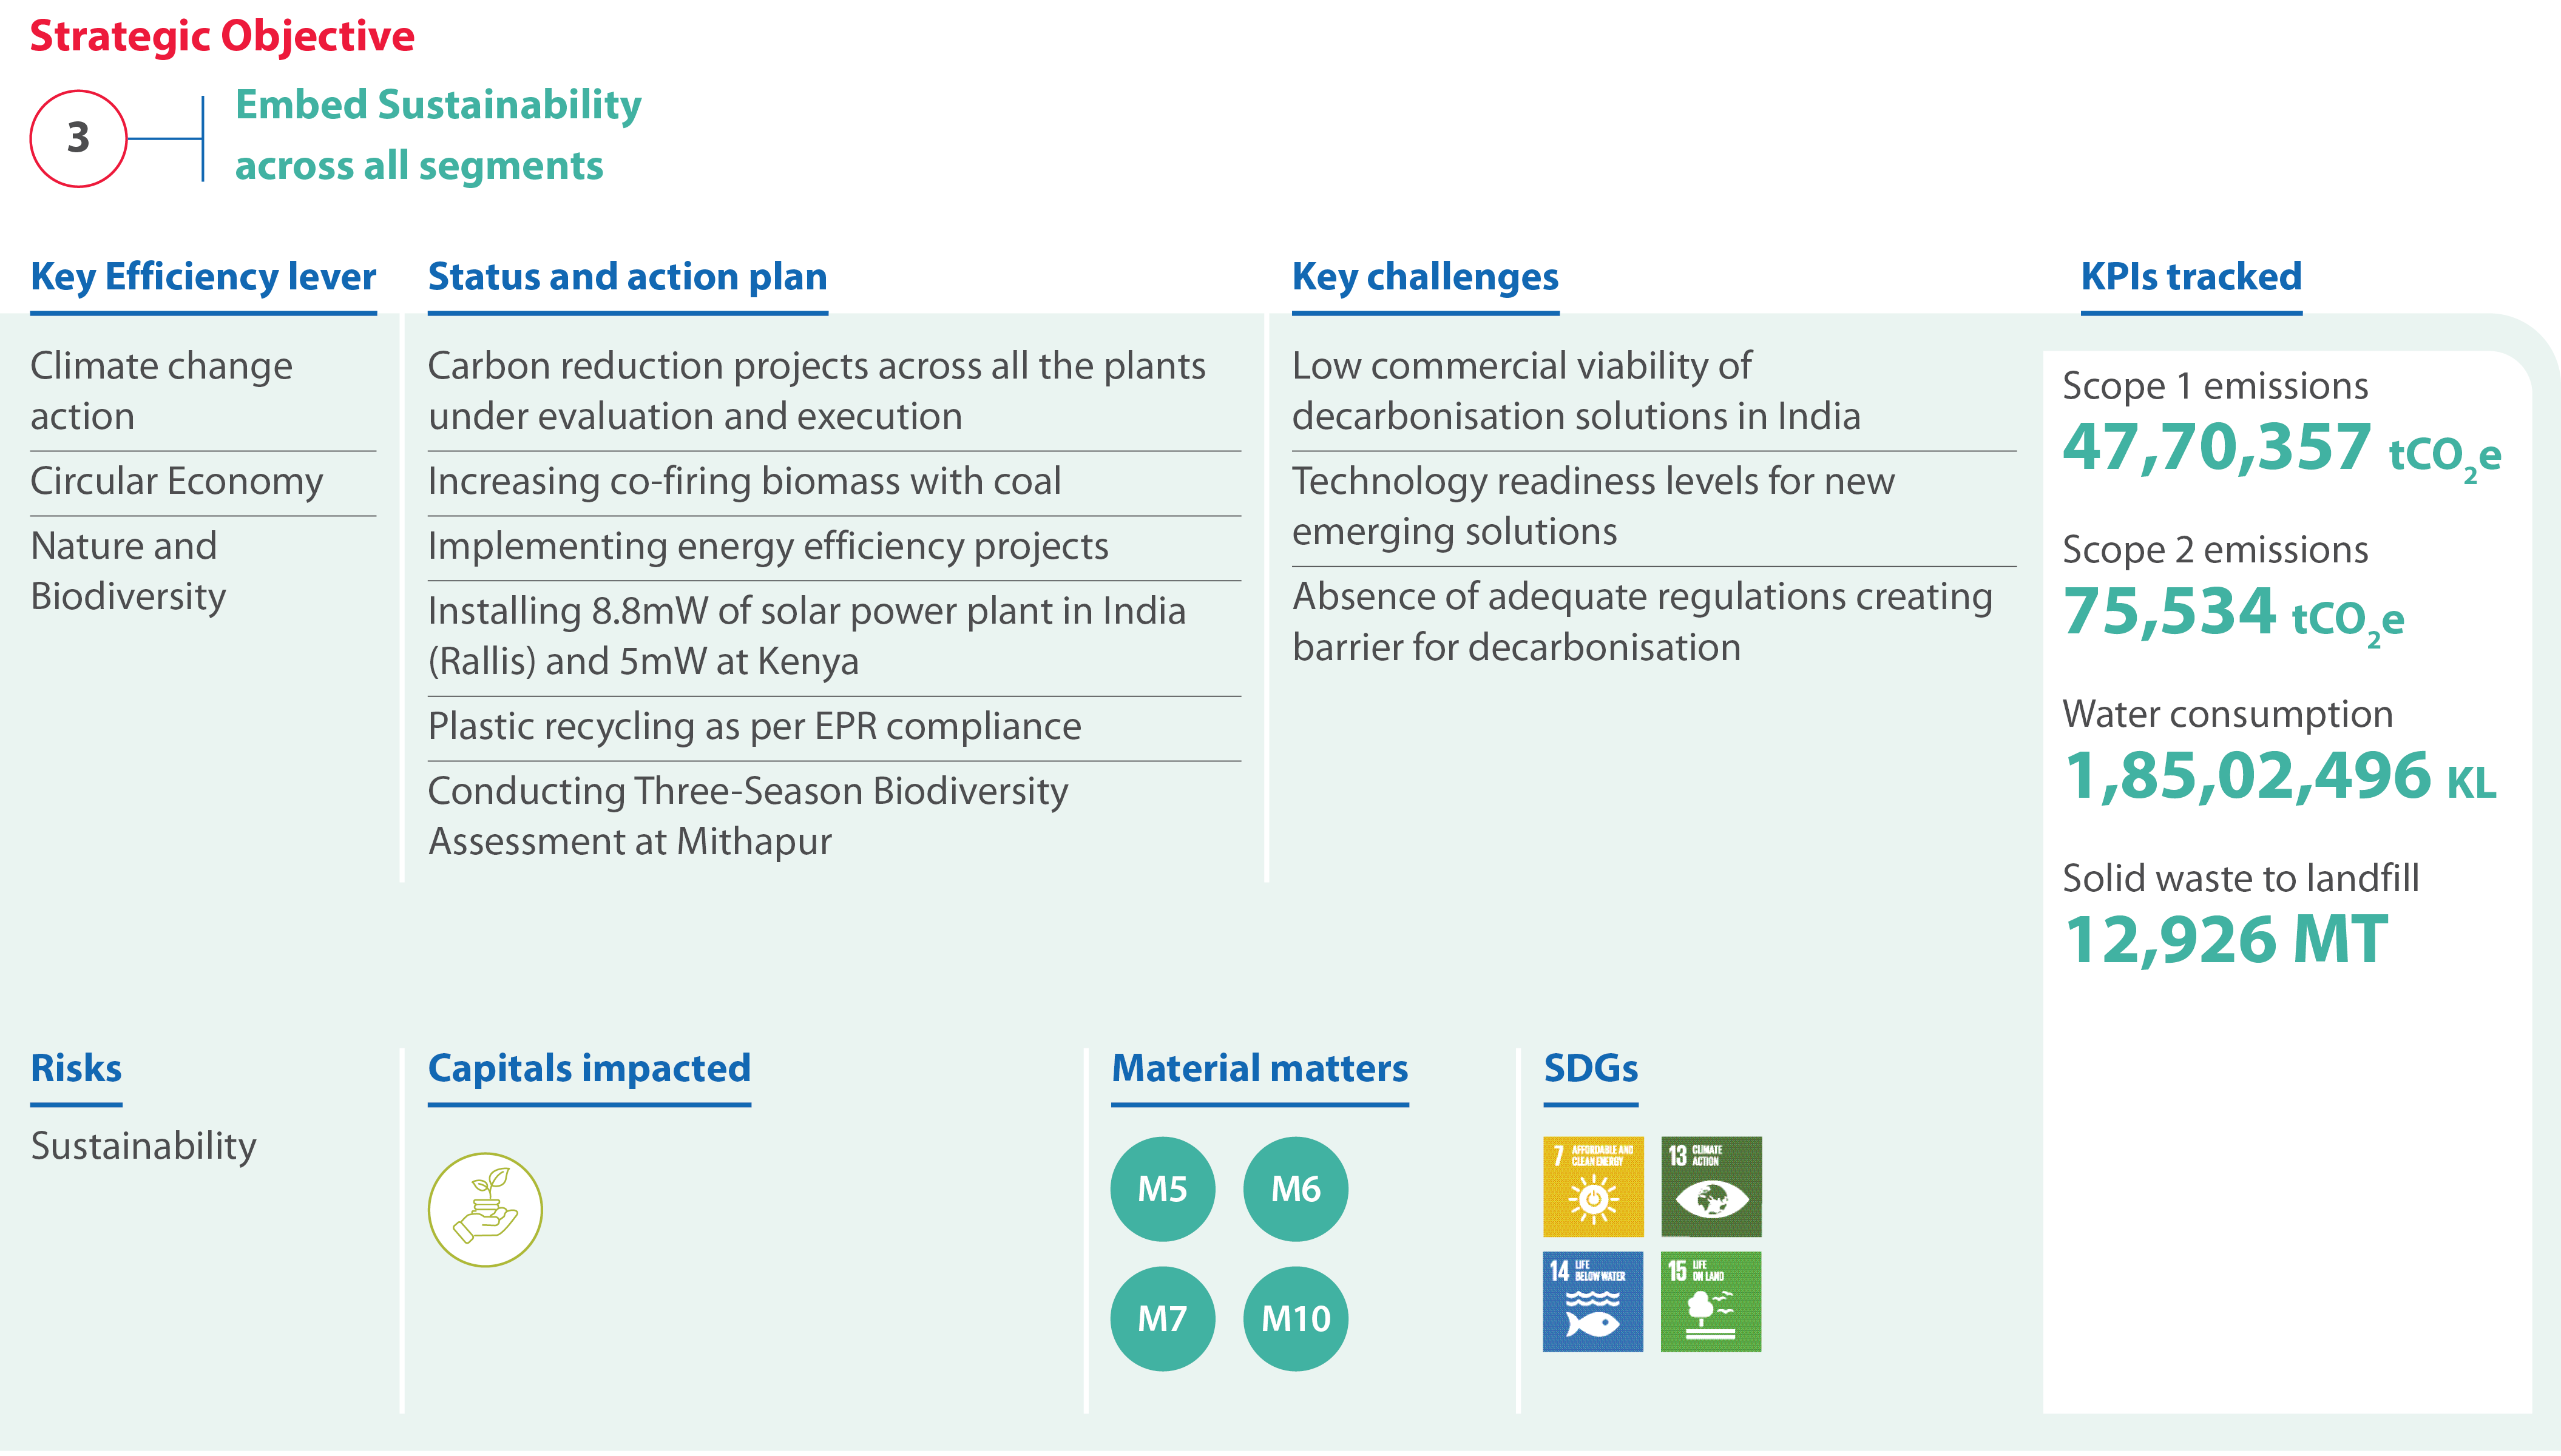 Strategic Objective
3
Embed Sustainability
across all segments
Key Efficiency lever
Climate change
action
Circular Economy
Nature and
Biodiversity
Status and action plan
Carbon reduction projects across all the plants
under evaluation and execution
Increasing co-firing biomass with coal
Implementing energy efficiency projects
Installing 8.8mW of solar power plant in India
(Rallis) and 5mW at Kenya
Plastic recycling as per EPR compliance
Conducting Three-Season Biodiversity
Assessment at Mithapur
Key challenges
Low commercial viability of
decarbonisation solutions in India
Technology readiness levels for new
emerging solutions
Absence of adequate regulations creating
barrier for decarbonisation
KPIs tracked
Scope 1 emissions
47,70,357 tCO₂e
Scope 2 emissions
75,534 tCO₂e
Water consumption
1,85,02,496 KL
Solid waste to landfill
12,926 MT
Risks
Sustainability
Capitals impacted
Material matters
M5 M6
M7 M10
SDGs
7 AFFORDABLE AND
CLEAN ENERGY
13 CLIMATE
ACTION
14 LIFE
BELOW WATER
15 LIFE
ON LAND